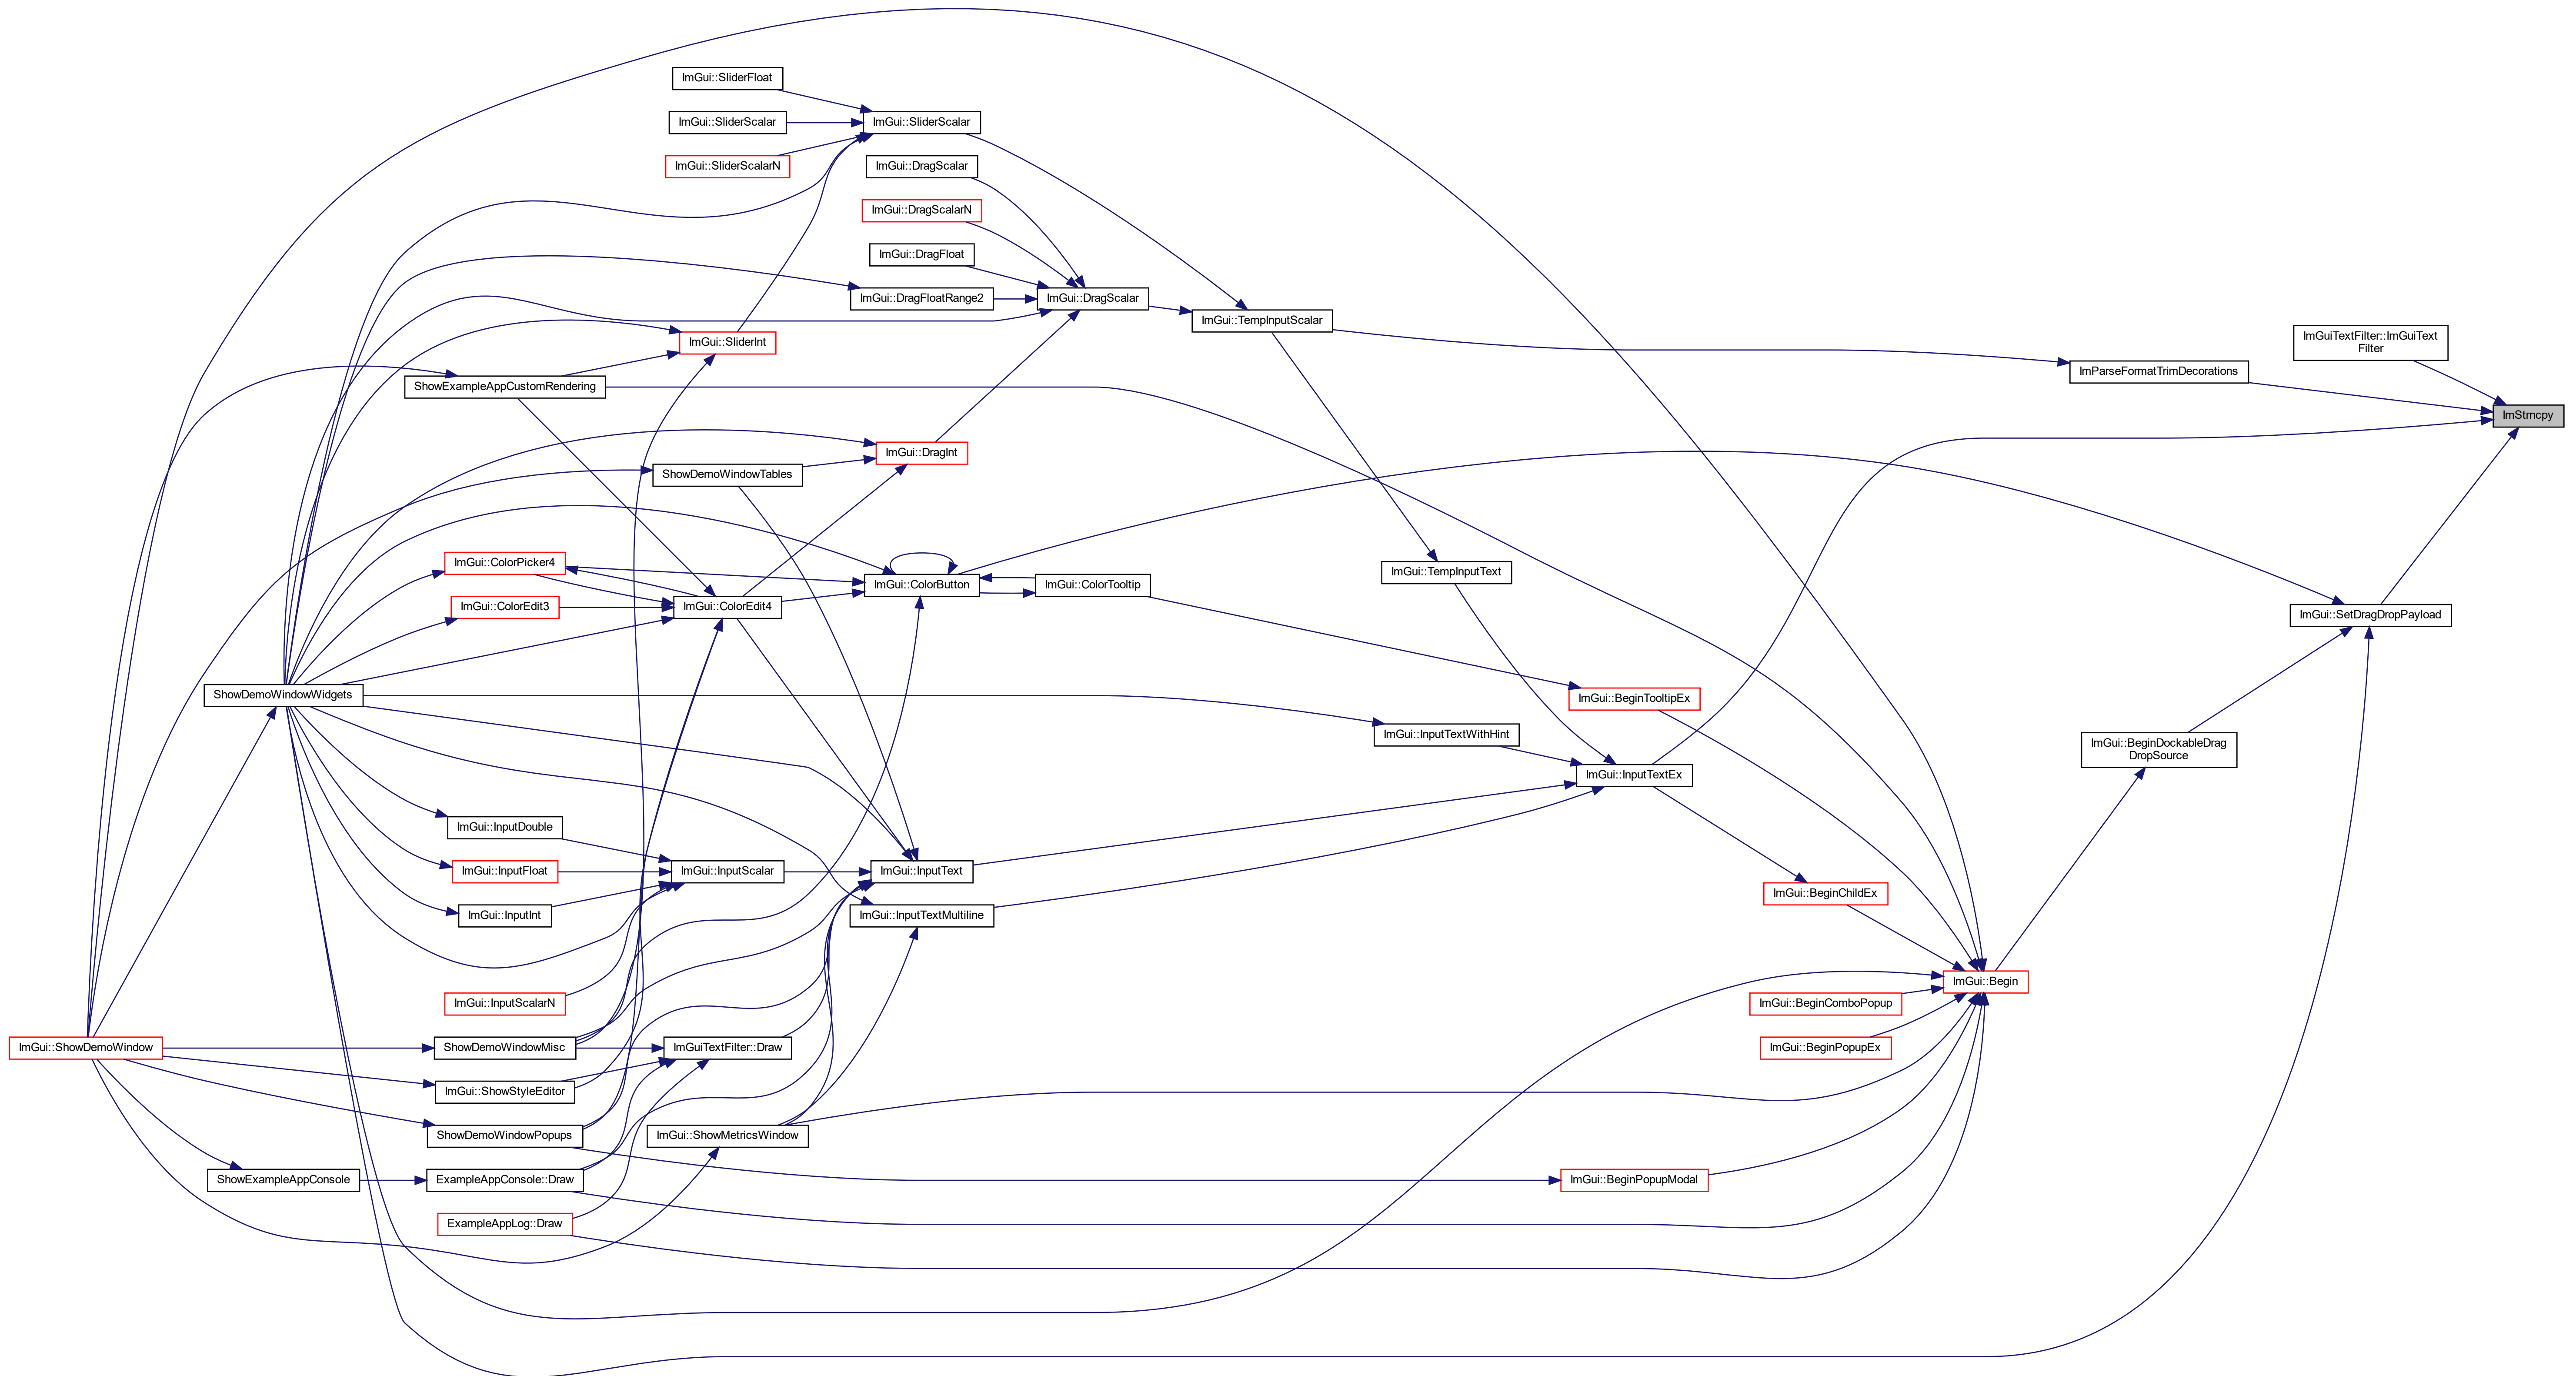 ImGui::SliderFloat
ImGui::SliderScalar
ImGui::SliderScalar
ImGui::SliderScalarN
ImGui::DragScalar
ImGui::DragScalarN
ImGui::DragFloat
ImGui::DragFloatRange2
ImGui::DragScalar
ImGui::TempInputScalar
ImGui::SliderInt
ImGuiTextFilter::ImGuiText
Filter
ImParseFormatTrimDecorations
ShowExampleAppCustomRendering
ImStrncpy
ImGui::DragInt
ShowDemoWindowTables
ImGui::ColorPicker4
ImGui::ColorButton
ImGui::ColorTooltip
ImGui::TempInputText
ImGui::ColorEdit3
ImGui::ColorEdit4
ImGui::SetDragDropPayload
ShowDemoWindowWidgets
ImGui::BeginTooltipEx
ImGui::InputTextWithHint
ImGui::BeginDockableDrag
DropSource
ImGui::InputTextEx
ImGui::InputDouble
ImGui::InputFloat
ImGui::InputScalar
ImGui::InputText
ImGui::BeginChildEx
ImGui::InputInt
ImGui::InputTextMultiline
ImGui::Begin
ImGui::InputScalarN
ImGui::BeginComboPopup
ImGui::ShowDemoWindow
ShowDemoWindowMisc
ImGuiTextFilter::Draw
ImGui::BeginPopupEx
ImGui::ShowStyleEditor
ShowDemoWindowPopups
ImGui::ShowMetricsWindow
ShowExampleAppConsole
ExampleAppConsole::Draw
ImGui::BeginPopupModal
ExampleAppLog::Draw